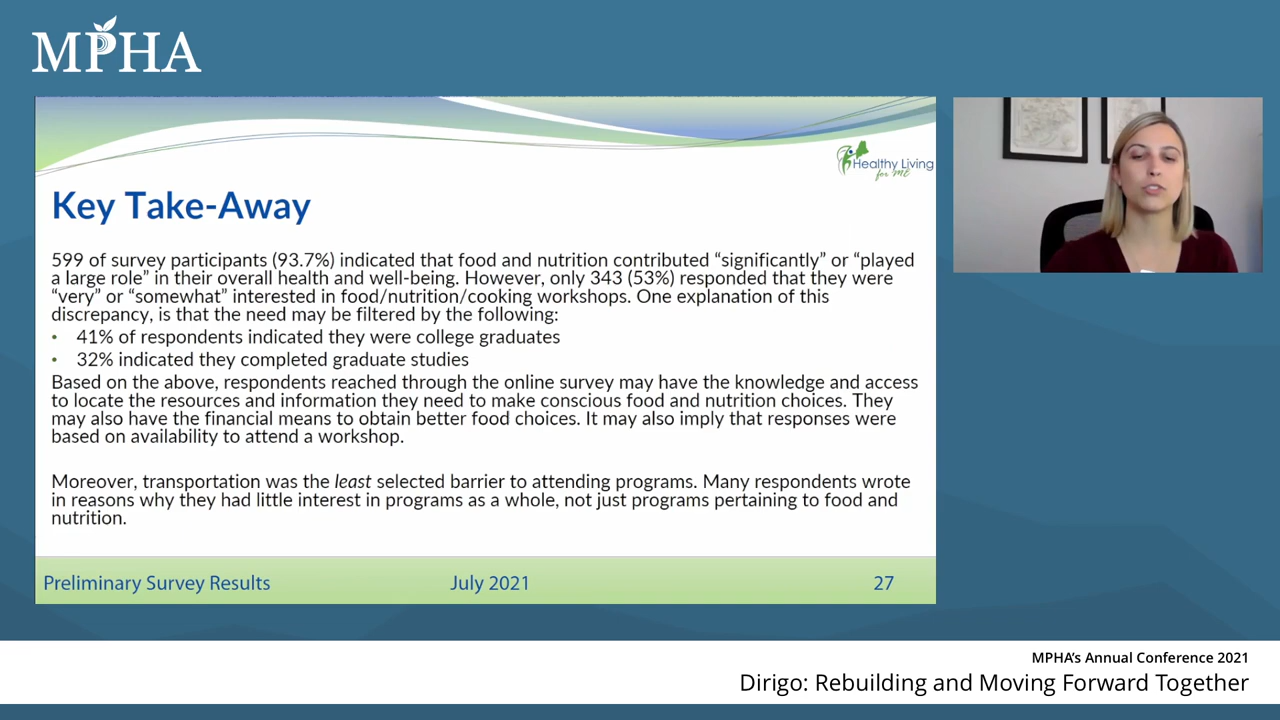 MPHA
Healthy Living
for ME
Key Take-Away
599 of survey participants (93.7%) indicated that food and nutrition contributed “significantly” or “played
a large role” in their overall health and well-being. However, only 343 (53%) responded that they were
“very” or “somewhat” interested in food/nutrition/cooking workshops. One explanation of this
discrepancy, is that the need may be filtered by the following:
• 41% of respondents indicated they were college graduates
• 32% indicated they completed graduate studies
Based on the above, respondents reached through the online survey may have the knowledge and access
to locate the resources and information they need to make conscious food and nutrition choices. They
may also have the financial means to obtain better food choices. It may also imply that responses were
based on availability to attend a workshop.
Moreover, transportation was the least selected barrier to attending programs. Many respondents wrote
in reasons why they had little interest in programs as a whole, not just programs pertaining to food and
nutrition.
Preliminary Survey Results July 2021 27
MPHA’s Annual Conference 2021
Dirigo: Rebuilding and Moving Forward Together